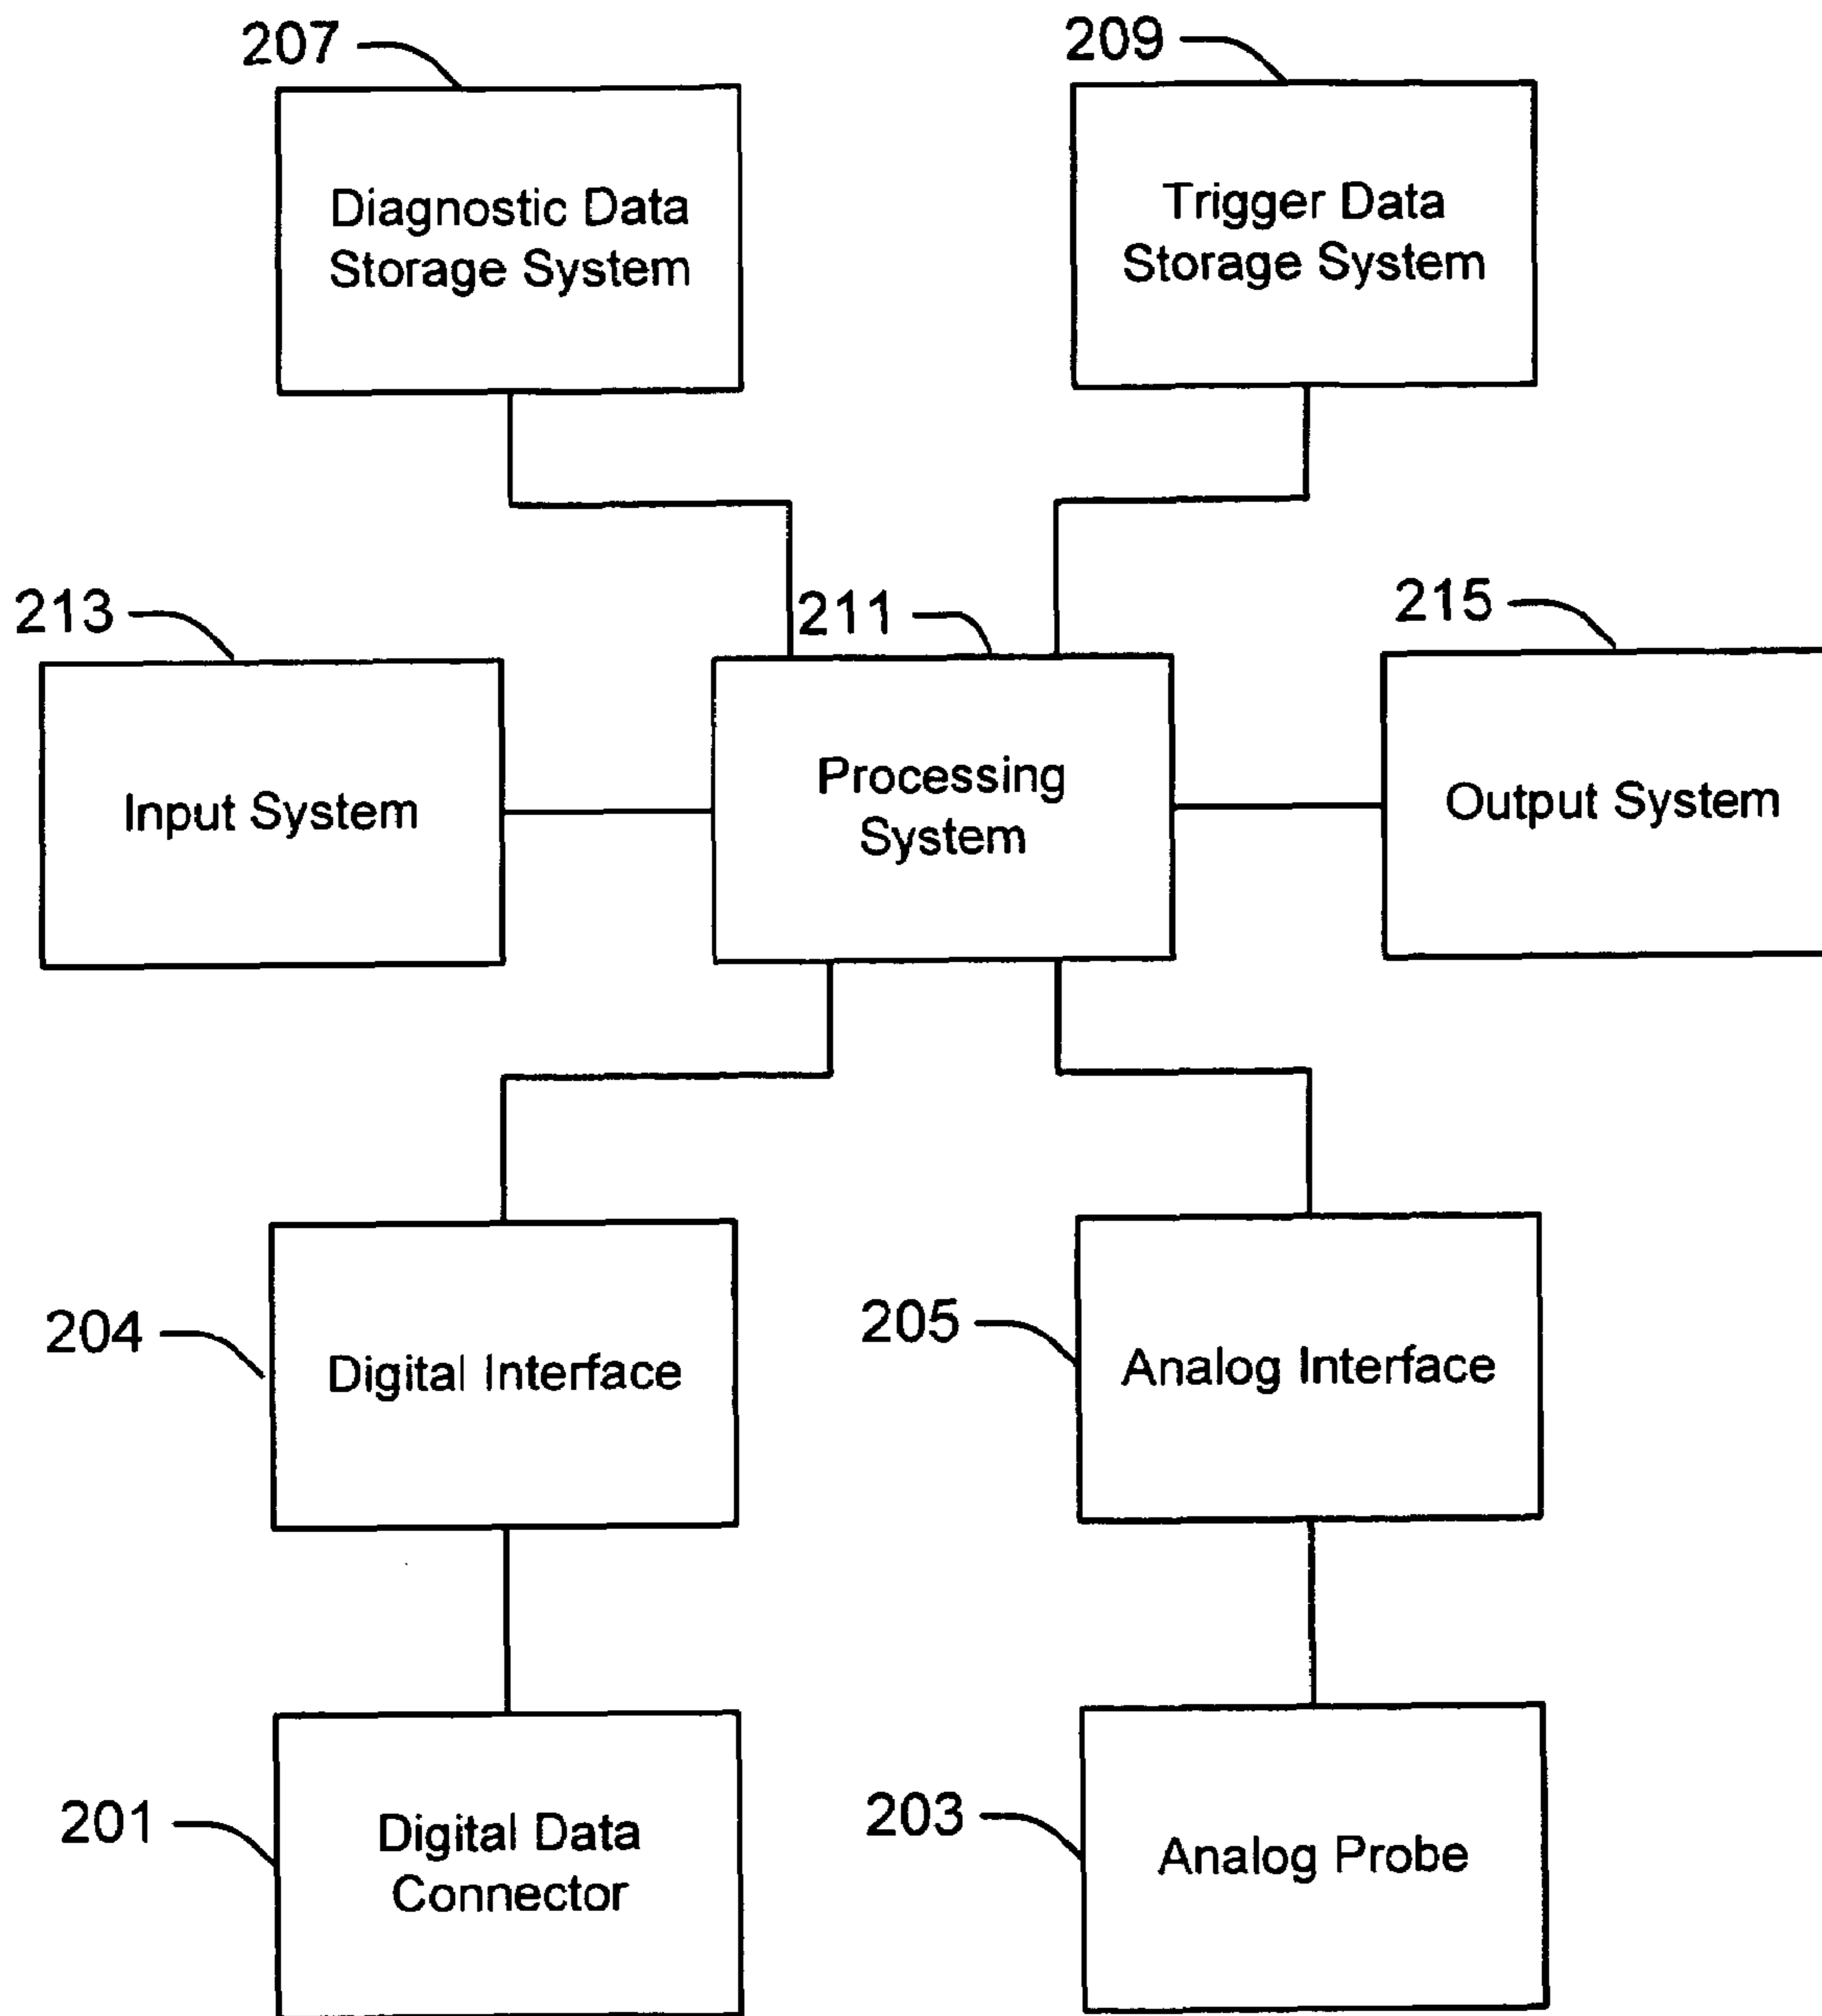 207
209
Diagnostic Data
Storage System
Trigger Data
Storage System
213
211
215
Input System
Processing
System
Output System
204
205
Digital Interface
Analog Interface
201
203
Digital Data
Connector
Analog Probe